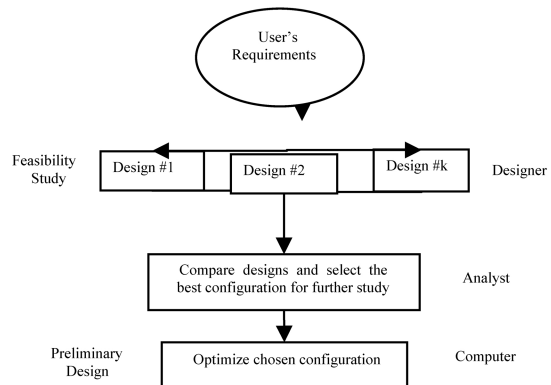 User's
Requirements
Feasibility
Study
Design #1
Design #2
Design #k
Designer
Compare designs and select the
best configuration for further study
Analyst
Preliminary
Design
Optimize chosen configuration
Computer